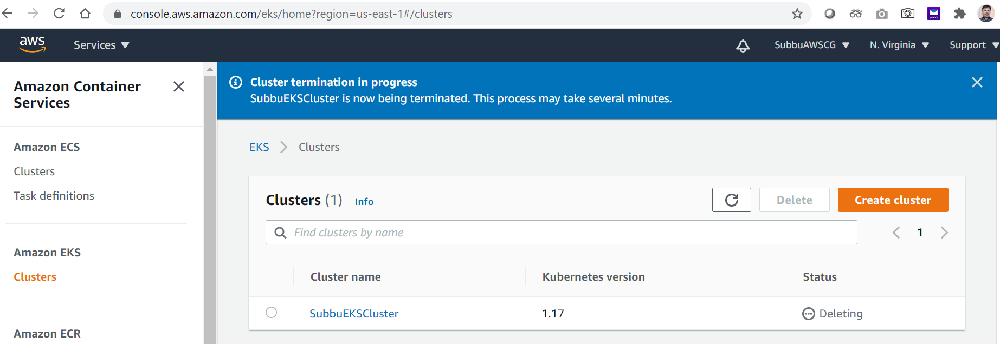 console.aws.amazon.com/eks/home?region=us-east-1#/clusters
YAHOO!
aws
Services
SubbuAWSCG
N. Virginia
Support
Amazon Container
Services
Amazon ECS
Clusters
Task definitions
Amazon EKS
Clusters
Amazon ECR
Cluster termination in progress
SubbuEKSCluster is now being terminated. This process may take several minutes.
EKS
Clusters
Clusters (1) Info
Delete
Create cluster
Find clusters by name
1
Cluster name Kubernetes version Status
SubbuEKSCluster 1.17 Deleting